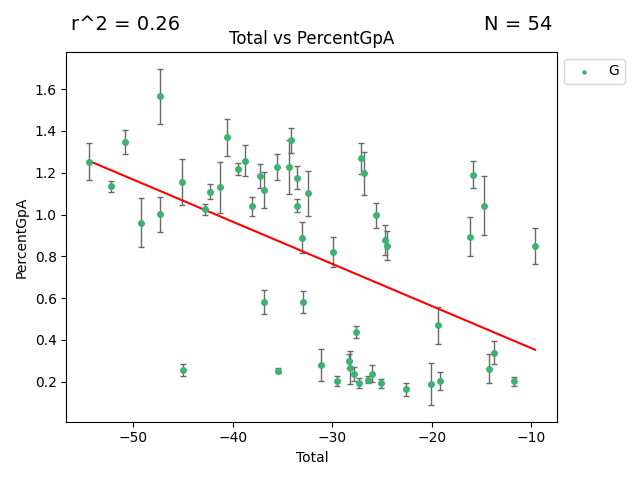 r^2 = 0.26
N = 54
Total vs PercentGpA
G
PercentGpA
1.6
1.4
1.2
1.0
0.8
0.6
0.4
0.2
−50
−40
−30
−20
−10
Total